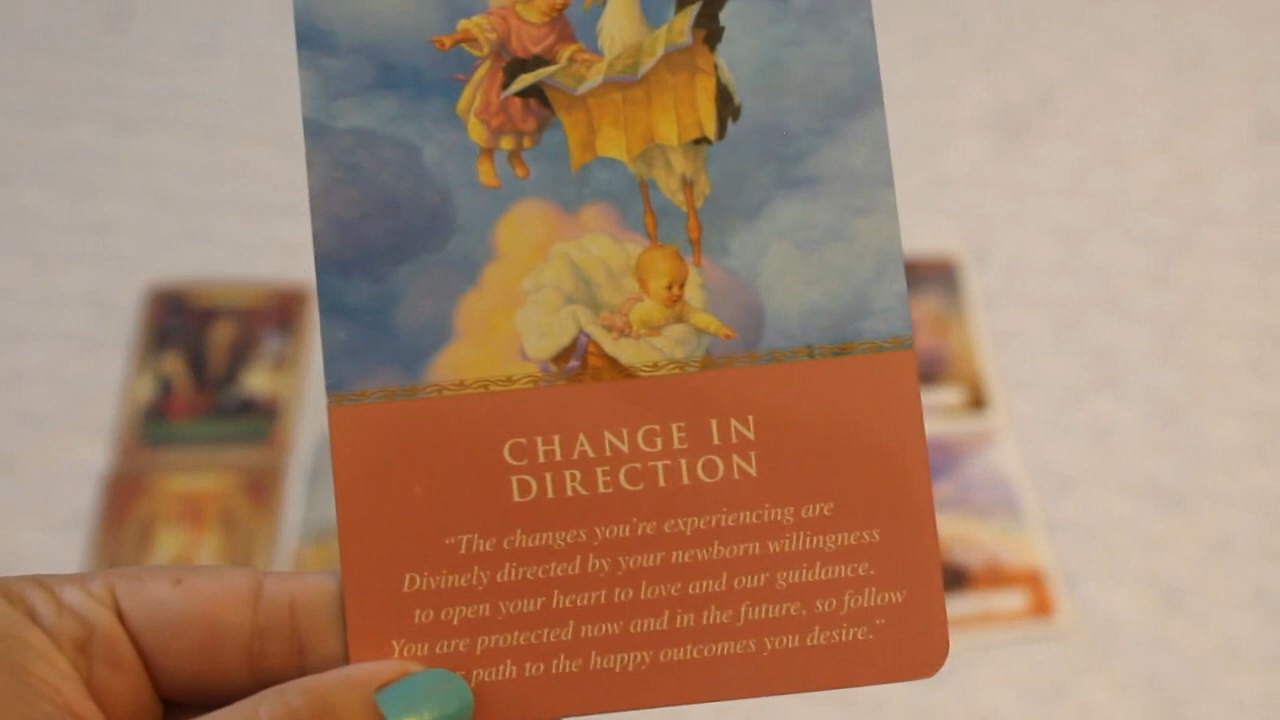 CHANGE IN
DIRECTION
“The changes you’re experiencing are
Divinely directed by your newborn willingness
to open your heart to love and our guidance.
You are protected now and in the future, so follow
path to the happy outcomes you desire.”